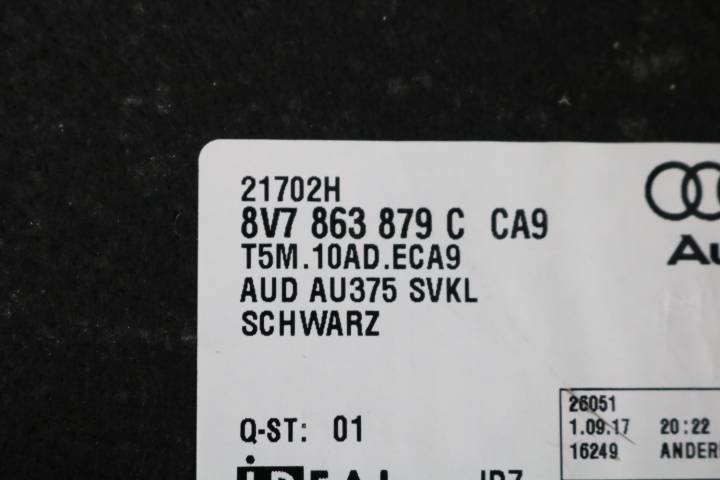 21702H
8V7 863 879 C CA9
T5M.10AD.ECA9
AUD AU375 SVKL
SCHWARZ
Q-ST: 01
26051
1.09.17 20:22
16249